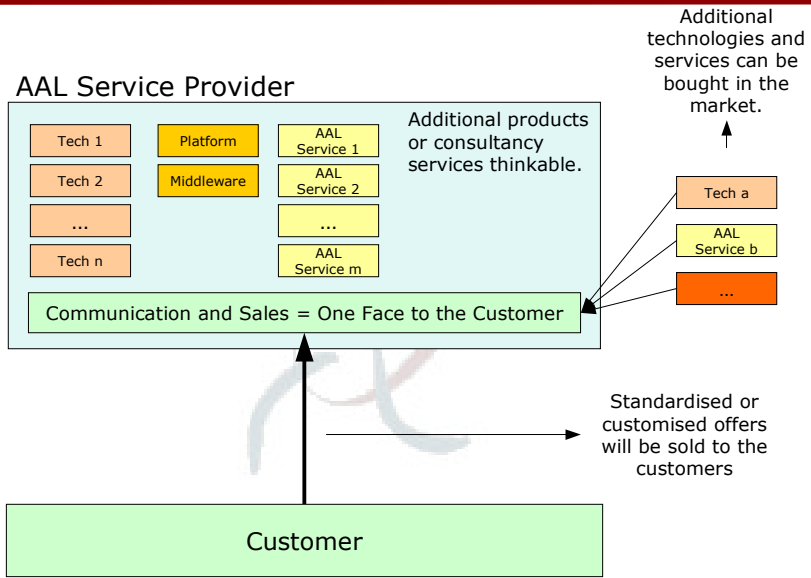 Additional
technologies and
services can be
bought in the
market.
AAL Service Provider
Tech 1
Platform
AAL
Service 1
Additional products
or consultancy
services thinkable.
Tech 2
Middleware
AAL
Service 2
...
...
Tech n
AAL
Service m
Tech a
AAL
Service b
...
Communication and Sales = One Face to the Customer
Standardised or
customised offers
will be sold to the
customers
Customer